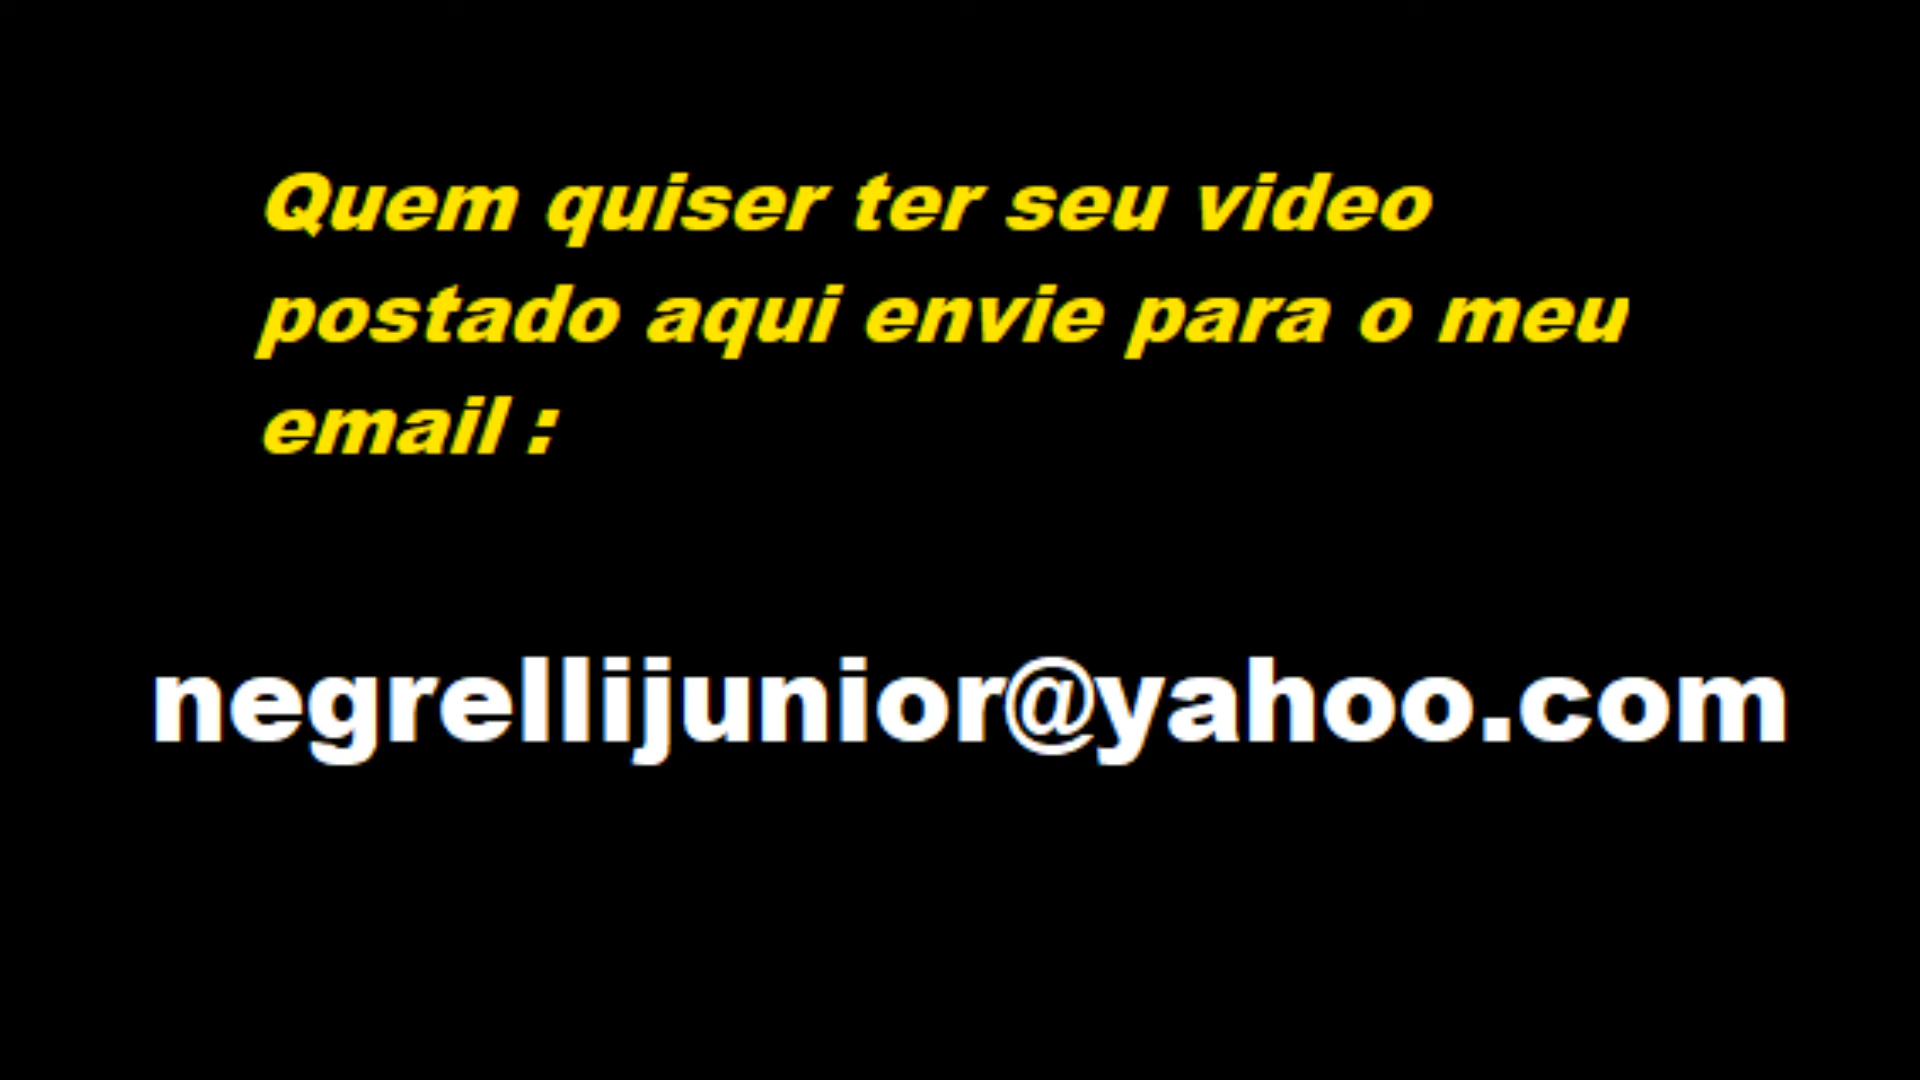 Quem quiser ter seu video
postado aqui envie para o meu
email :
negrellijunior@yahoo.com